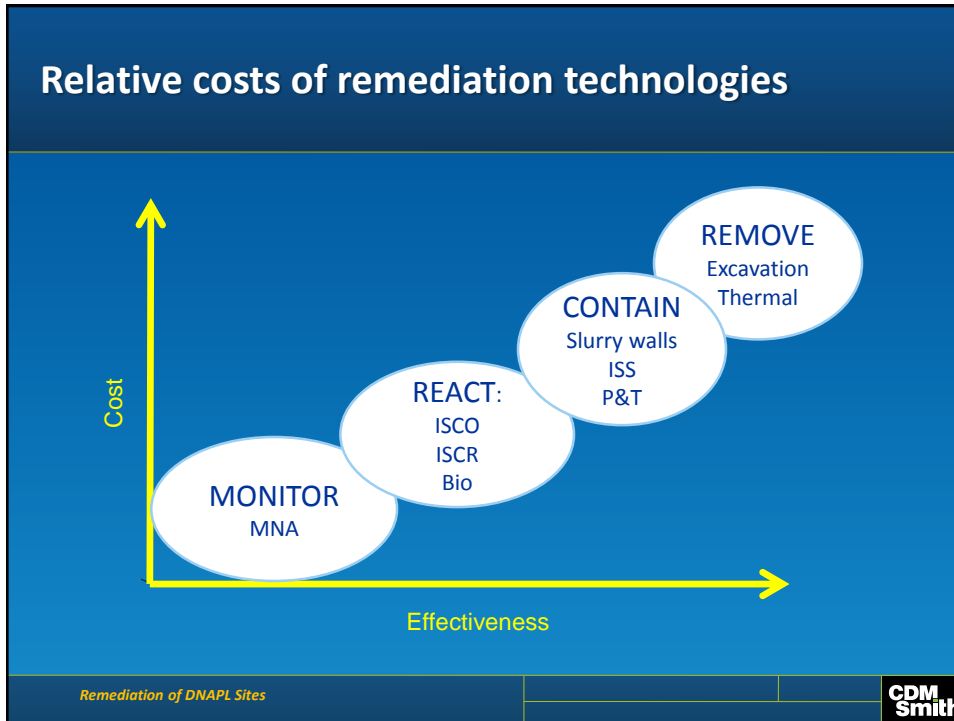 Relative costs of remediation technologies
REMOVE
Excavation
Thermal
CONTAIN
Slurry walls
ISS
P&T
REACT:
ISCO
ISCR
Bio
MONITOR
MNA
Cost
Effectiveness
Remediation of DNAPL Sites
CDM
Smith